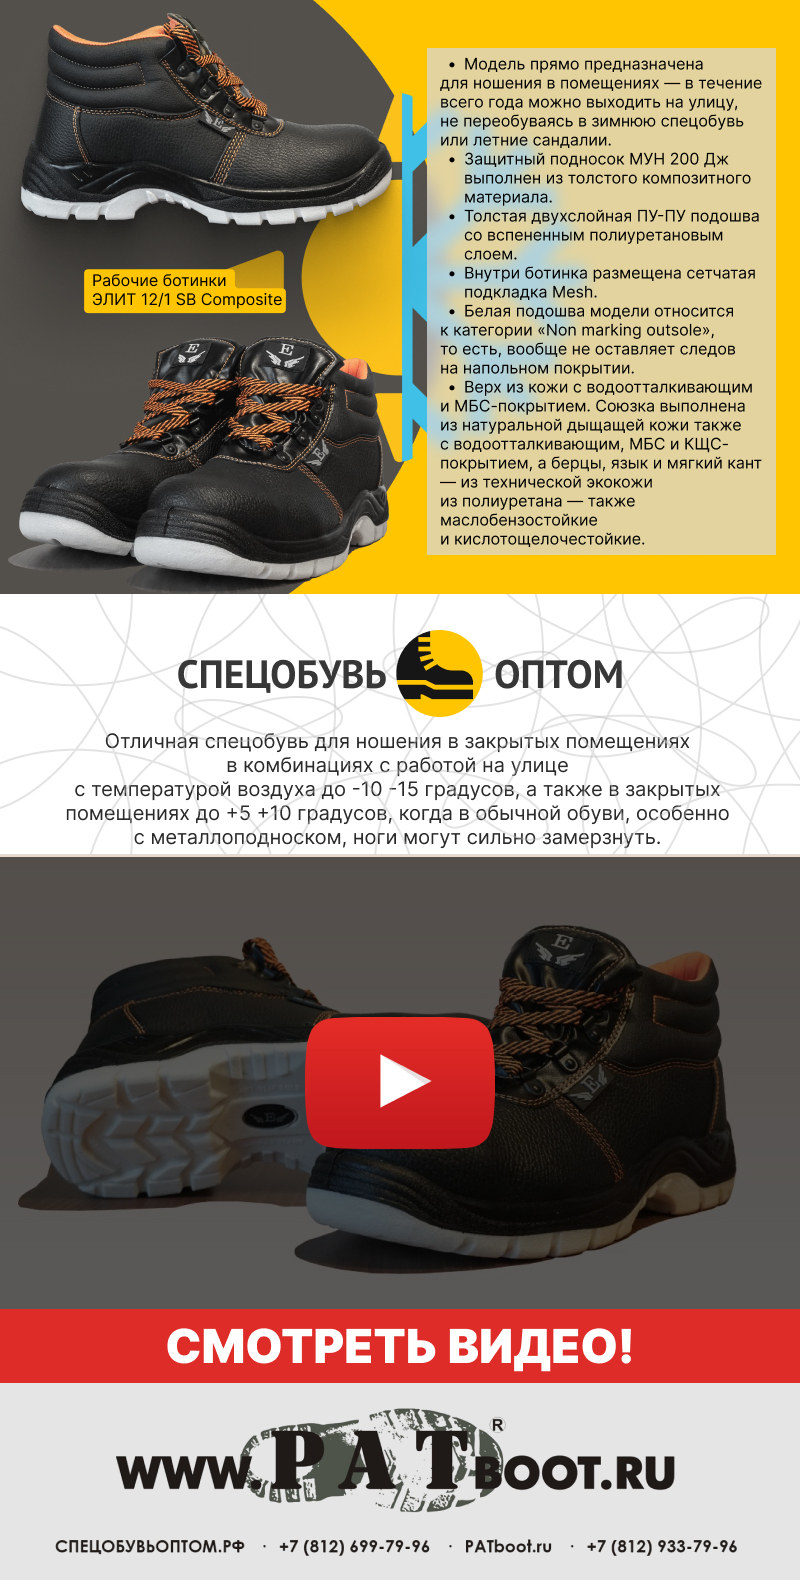 • Модель прямо предназначена
для ношения в помещениях — в течение
всего года можно выходить на улицу,
не переобуваясь в зимнюю спецобувь
или летние сандалии.
• Защитный подносок МУН 200 Дж
выполнен из толстого композитного
материала.
• Толстая двухслойная ПУ-ПУ подошва
со вспененным полиуретановым
слоем.
• Внутри ботинка размещена сетчатая
подкладка Mesh.
• Белая подошва модели относится
к категории «Non marking outsole»,
то есть, вообще не оставляет следов
на напольном покрытии.
• Верх из кожи с водоотталкивающим
и МБС-покрытием. Союзка выполнена
из натуральной дыщащей кожи также
с водоотталкивающим, МБС и КЩС-
покрытием, а берцы, язык и мягкий кант
— из технической экокожи
из полиуретана — также
маслобензостойкие
и кислотощелочестойкие.
E
Рабочие ботинки
ЭЛИТ 12/1 SB Composite
E
E
СПЕЦОБУВЬ ОПТОМ
Отличная спецобувь для ношения в закрытых помещениях
в комбинациях с работой на улице
с температурой воздуха до -10 -15 градусов, а также в закрытых
помещениях до +5 +10 градусов, когда в обычной обуви, особенно
с металлоподноском, ноги могут сильно замерзнуть.
E
E
E
СМОТРЕТЬ ВИДЕО!
WWW.PATBOOT.RU ®
СПЕЦОБУВЬОПТОМ.РФ · +7 (812) 699-79-96 · PATboot.ru · +7 (812) 933-79-96